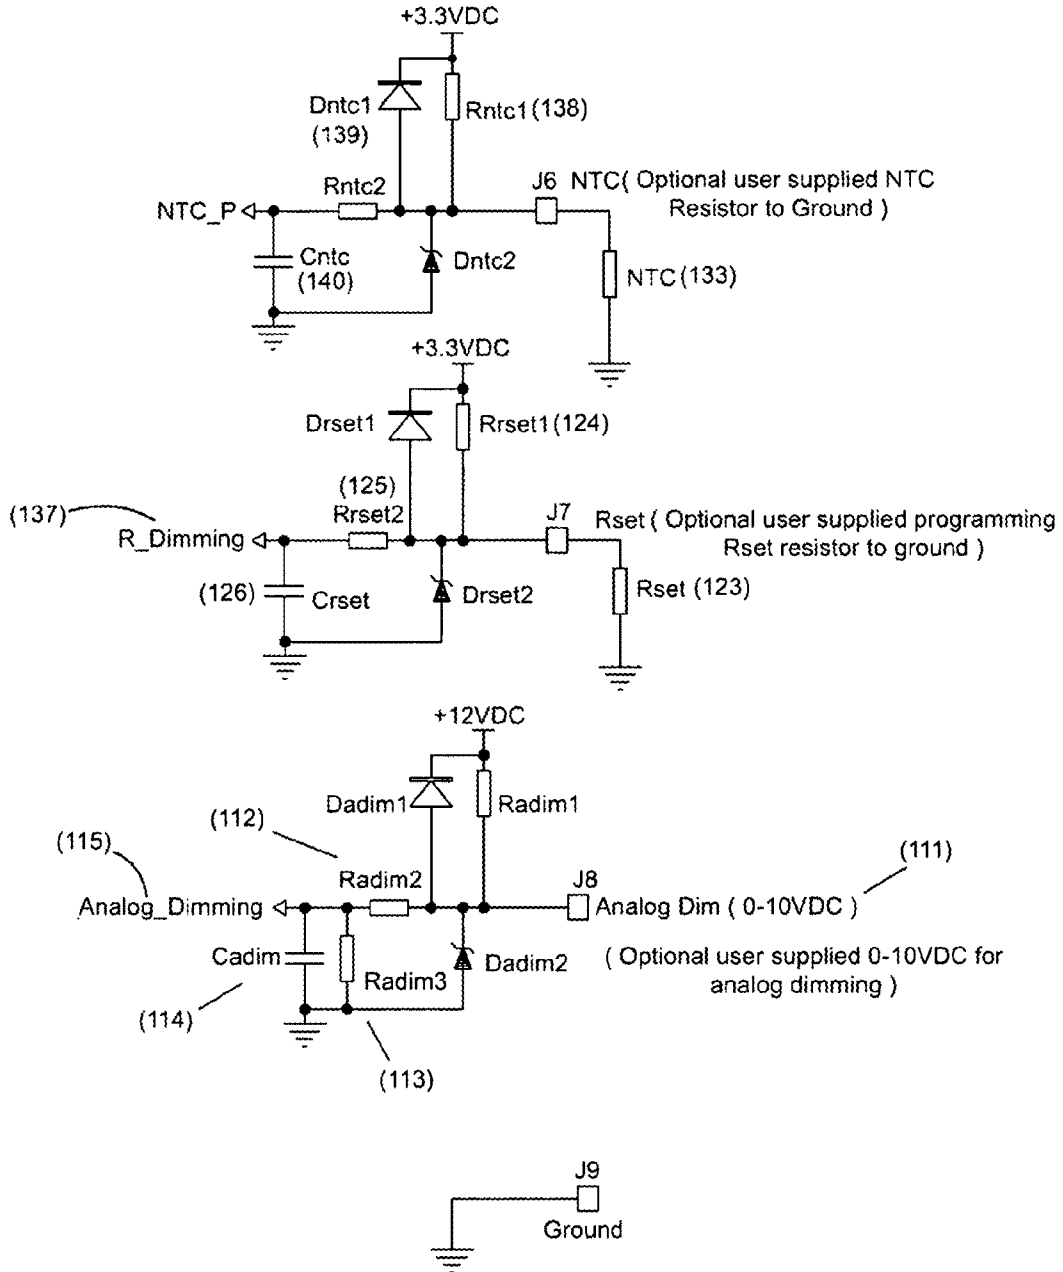 +3.3VDC
Dntc1
(139)
Rntc1 (138)
Rntc2
J6
NTC( Optional user supplied NTC
Resistor to Ground )
NTC_P
Cntc
(140)
Dntc2
NTC (133)
+3.3VDC
Drset1
Rrset1 (124)
(125)
(137)
Rrset2
J7
R_Dimming
Rset ( Optional user supplied programming
Rset resistor to ground )
(126)
Crset
Drset2
Rset (123)
+12VDC
Dadim1
Radim1
(112)
(115)
(111)
Radim2
J8
Analog_Dimming
Analog Dim ( 0-10VDC )
Cadim
Radim3
Dadim2
( Optional user supplied 0-10VDC for
analog dimming )
(114)
(113)
J9
Ground